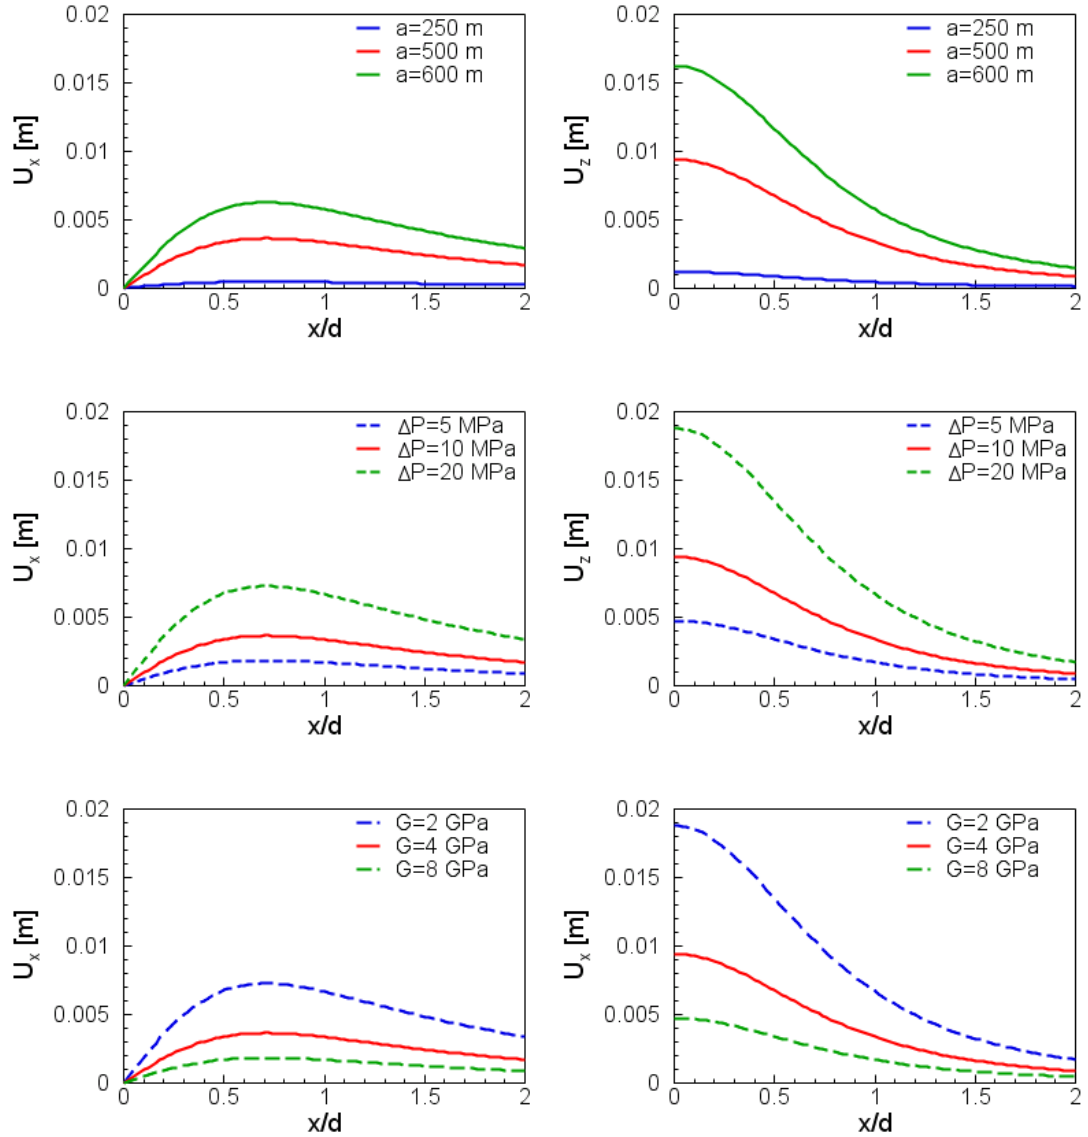 0.02
a=250 m
a=500 m
a=600 m
0.015
0.01
0.005
0
Ux [m]
0 0.5 1 1.5 2
x/d
0.02
a=250 m
a=500 m
a=600 m
0.015
0.01
0.005
0
Uz [m]
0 0.5 1 1.5 2
x/d
0.02
ΔP=5 MPa
ΔP=10 MPa
ΔP=20 MPa
0.015
0.01
0.005
0
Ux [m]
0 0.5 1 1.5 2
x/d
0.02
ΔP=5 MPa
ΔP=10 MPa
ΔP=20 MPa
0.015
0.01
0.005
0
Uz [m]
0 0.5 1 1.5 2
x/d
0.02
G=2 GPa
G=4 GPa
G=8 GPa
0.015
0.01
0.005
0
Ux [m]
0 0.5 1 1.5 2
x/d
0.02
G=2 GPa
G=4 GPa
G=8 GPa
0.015
0.01
0.005
0
Ux [m]
0 0.5 1 1.5 2
x/d